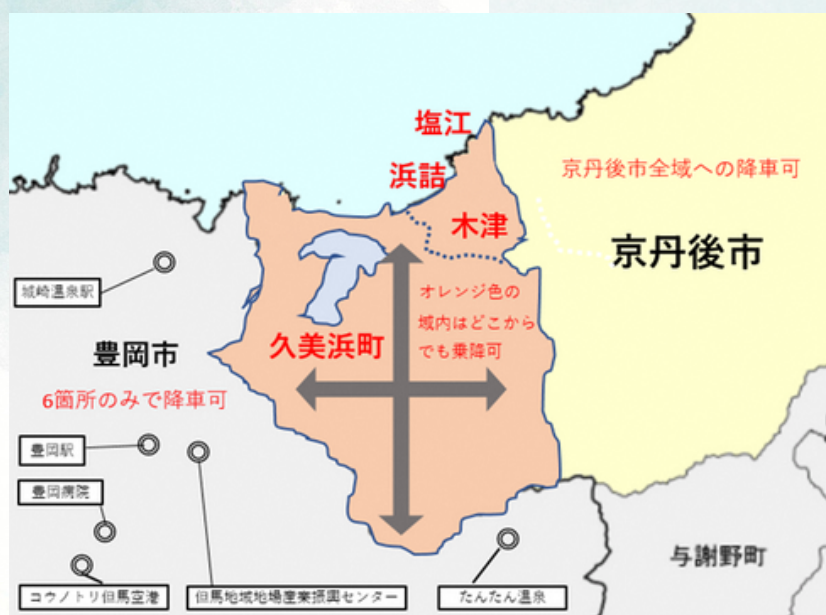 塩江
浜詰
木津
京丹後市全域への降車可
京丹後市
城崎温泉駅
オレンジ色の
域内はどこから
でも乗降可
豊岡市
久美浜町
6箇所のみで降車可
豊岡駅
豊岡病院
コウノトリ但馬空港
但馬地域地場産業振興センター
たんたん温泉
与謝野町